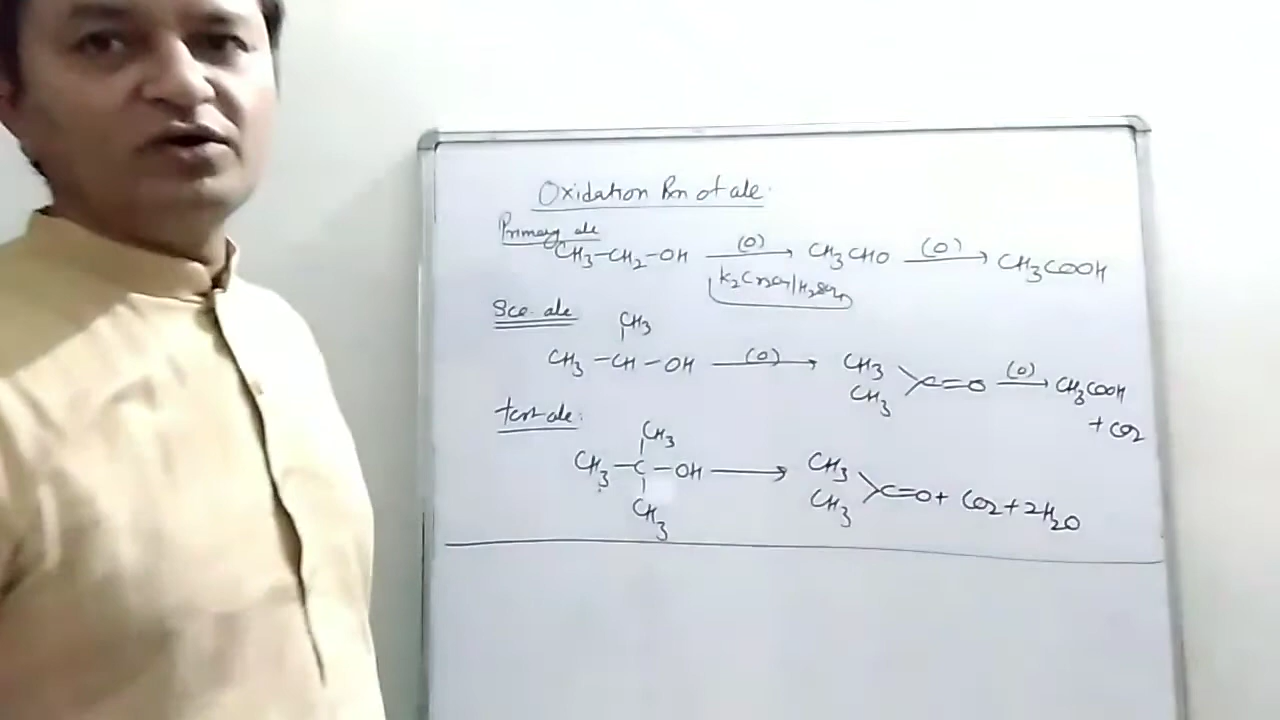 Oxidation Rxn of alc.
Primary alc
CH3-CH2-OH (O) → CH3CHO (O) → CH3COOH
K2Cr2O7/H2SO4
Sec. alc
CH3
CH3 - CH - OH (O) → CH3 CH3 >C=O (O) → CH3COOH
+ CO2
tert alc:
CH3
CH3 - C - OH → CH3 CH3 >C=O + CO2 + 2H2O
CH3